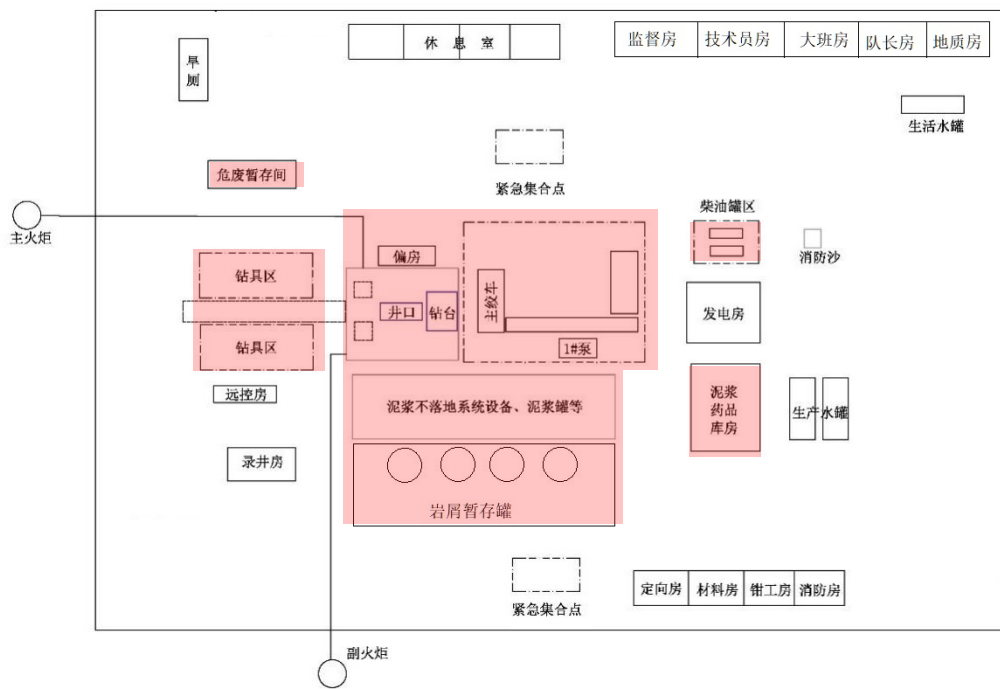 休息室
监督房
技术员房
大班房
队长房
地质房
旱厕
生活水罐
危废暂存间
紧急集合点
主火炬
柴油罐区
消防沙
偏房
钻具区
井口
钻台
主绞车
发电房
钻具区
1#泵
远控房
泥浆不落地系统设备、泥浆罐等
泥浆
药品
库房
生产水罐
录井房
岩屑暂存罐
紧急集合点
定向房
材料房
钳工房
消防房
副火炬